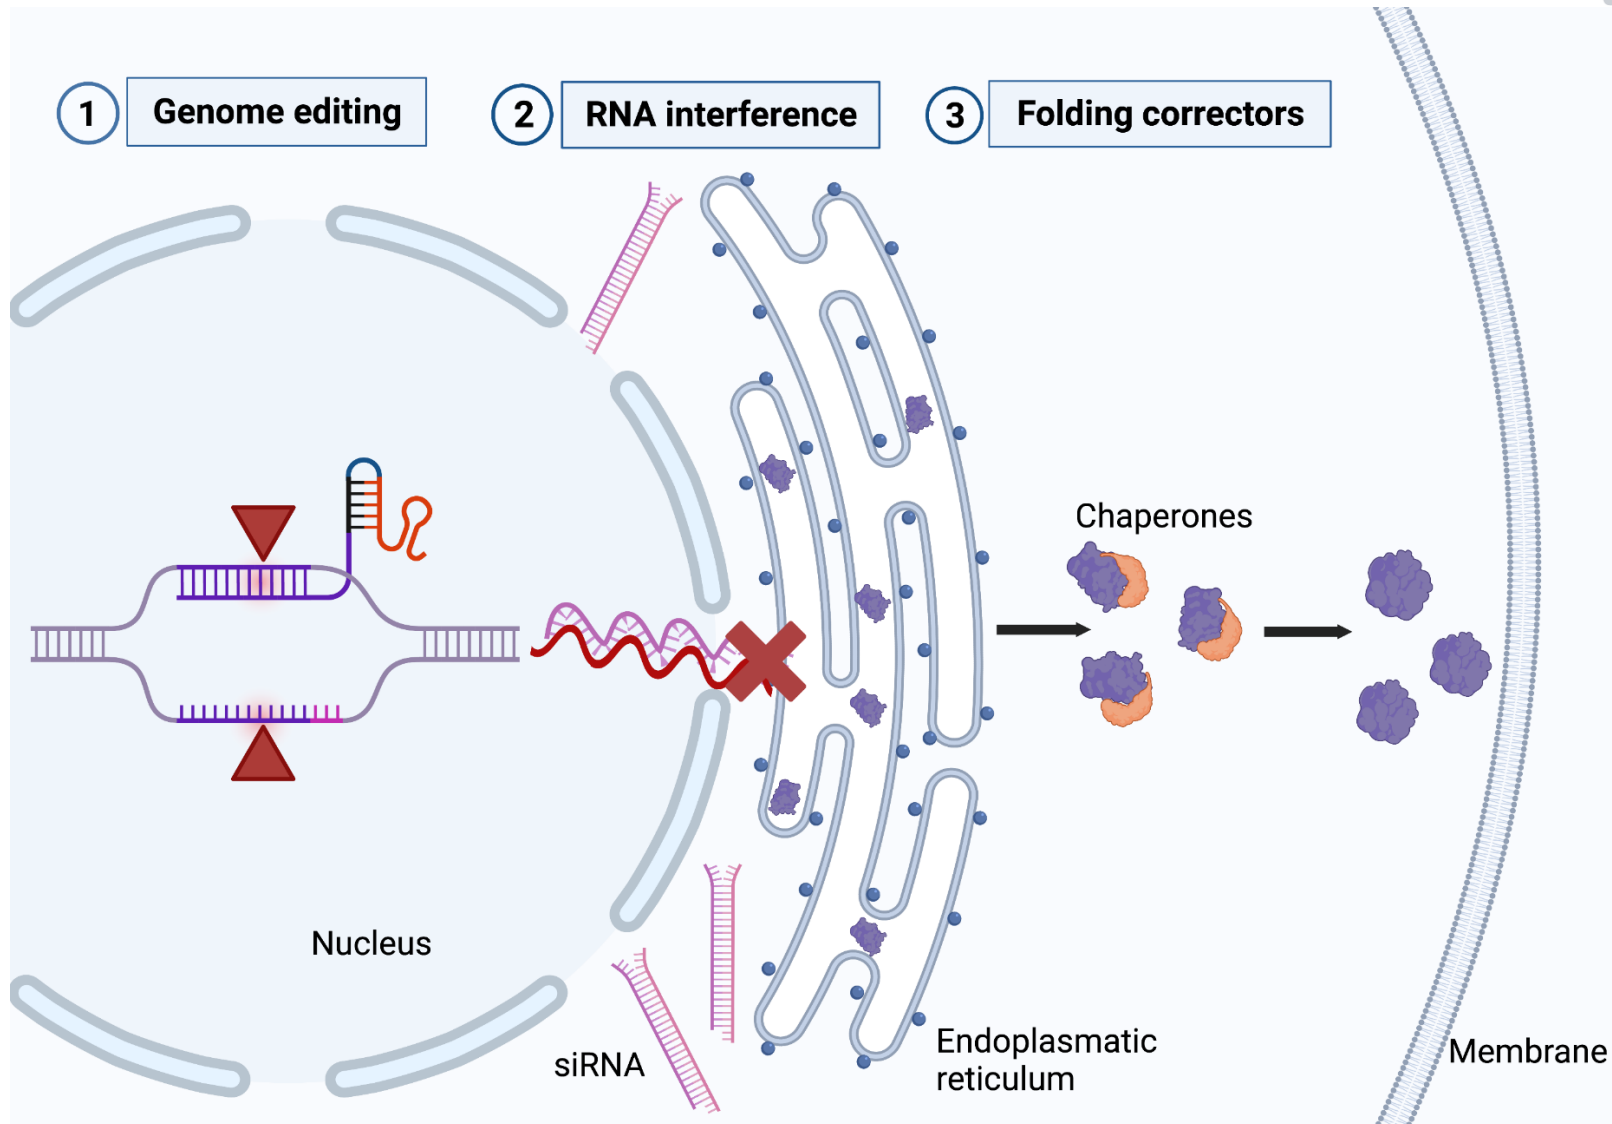 1 Genome editing
2 RNA interference
3 Folding correctors
Chaperones
Nucleus
siRNA
Endoplasmatic
reticulum
Membrane